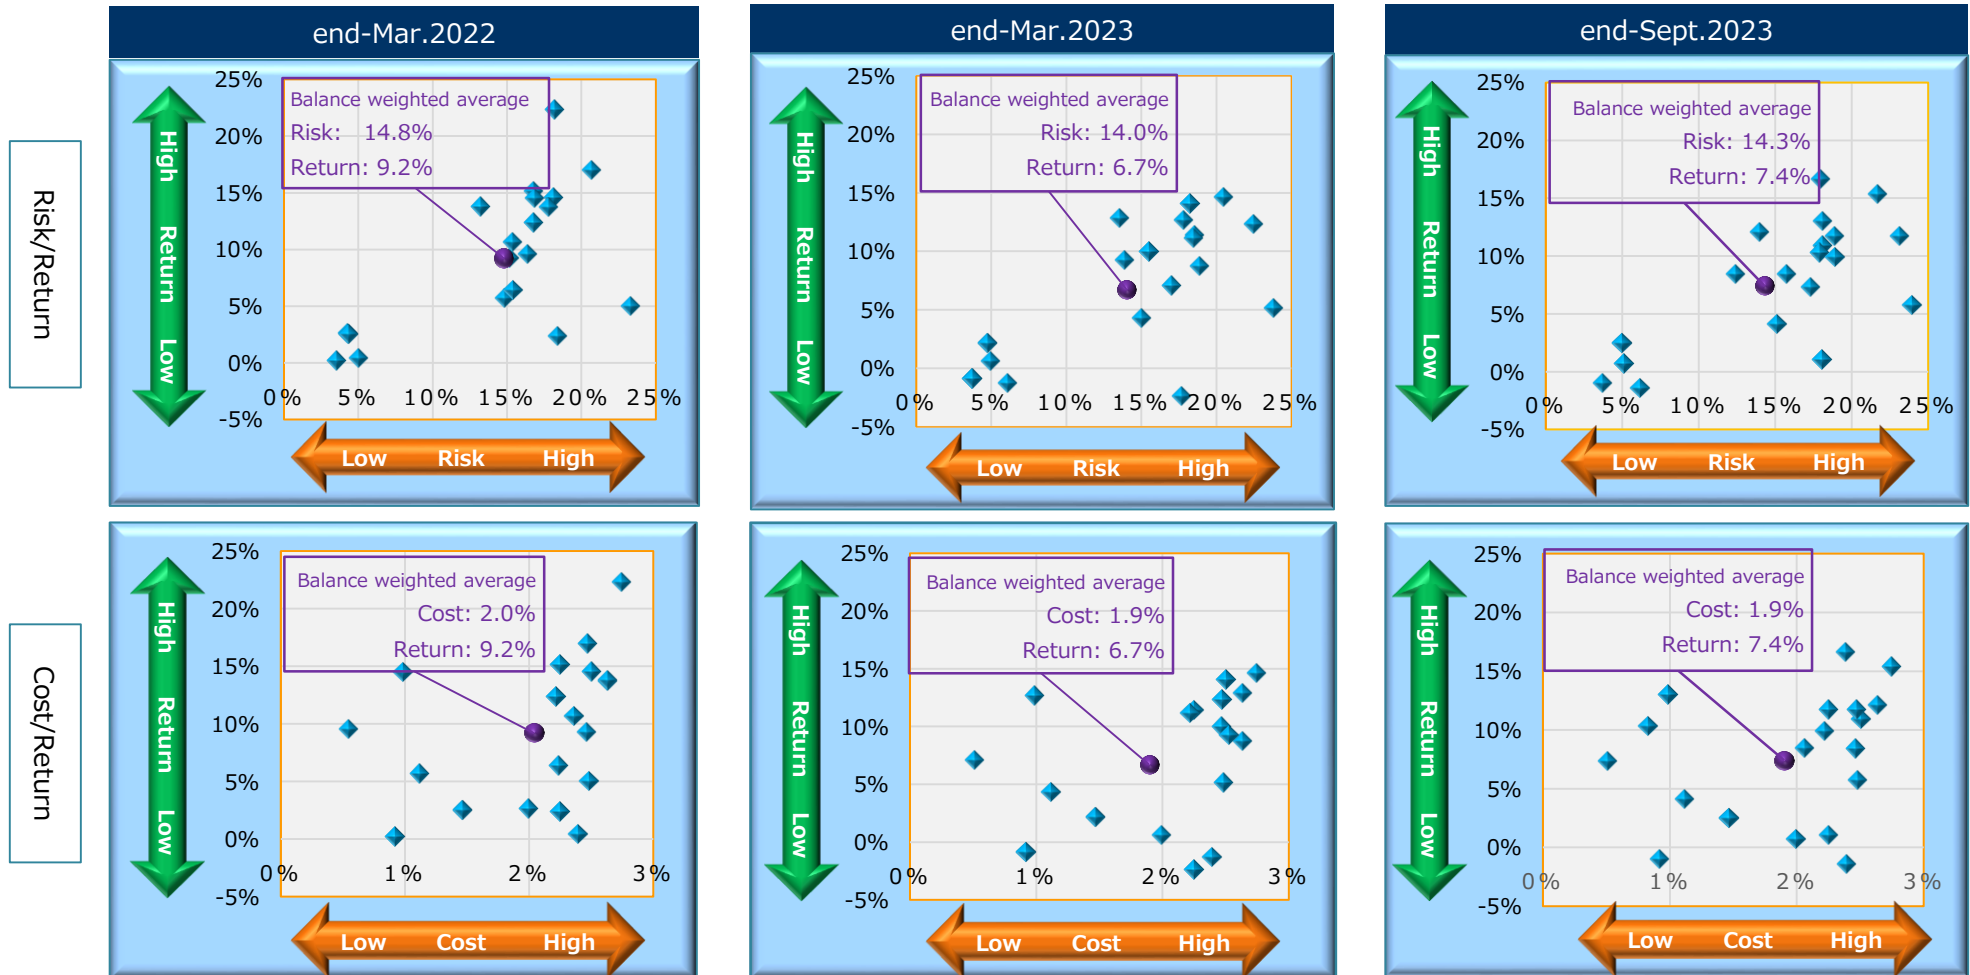 end-Mar.2022
end-Mar.2023
end-Sept.2023
Risk/Return
25%
20%
15%
10%
5%
0%
-5%
0%
5%
10%
15%
20%
25%
Balance weighted average
Risk: 14.8%
Return: 9.2%
High Return Low
Low Risk High
25%
20%
15%
10%
5%
0%
-5%
0%
5%
10%
15%
20%
25%
Balance weighted average
Risk: 14.0%
Return: 6.7%
High Return Low
Low Risk High
25%
20%
15%
10%
5%
0%
-5%
0%
5%
10%
15%
20%
25%
Balance weighted average
Risk: 14.3%
Return: 7.4%
High Return Low
Low Risk High
Cost/Return
25%
20%
15%
10%
5%
0%
-5%
0%
1%
2%
3%
Balance weighted average
Cost: 2.0%
Return: 9.2%
High Return Low
Low Cost High
25%
20%
15%
10%
5%
0%
-5%
0%
1%
2%
3%
Balance weighted average
Cost: 1.9%
Return: 6.7%
High Return Low
Low Cost High
25%
20%
15%
10%
5%
0%
-5%
0%
1%
2%
3%
Balance weighted average
Cost: 1.9%
Return: 7.4%
High Return Low
Low Cost High